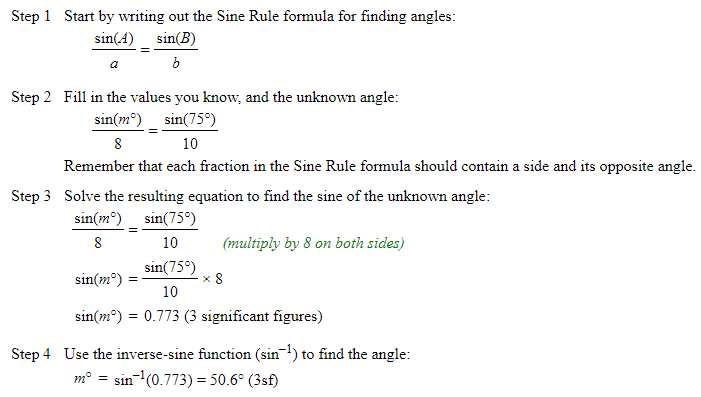 Step 1 Start by writing out the Sine Rule formula for finding angles:
sin(A)/a = sin(B)/b
Step 2 Fill in the values you know, and the unknown angle:
sin(m°)/8 = sin(75°)/10
Remember that each fraction in the Sine Rule formula should contain a side and its opposite angle.
Step 3 Solve the resulting equation to find the sine of the unknown angle:
sin(m°)/8 = sin(75°)/10 (multiply by 8 on both sides)
sin(m°) = sin(75°)/10 × 8
sin(m°) = 0.773 (3 significant figures)
Step 4 Use the inverse-sine function (sin⁻¹) to find the angle:
m° = sin⁻¹(0.773) = 50.6° (3sf)